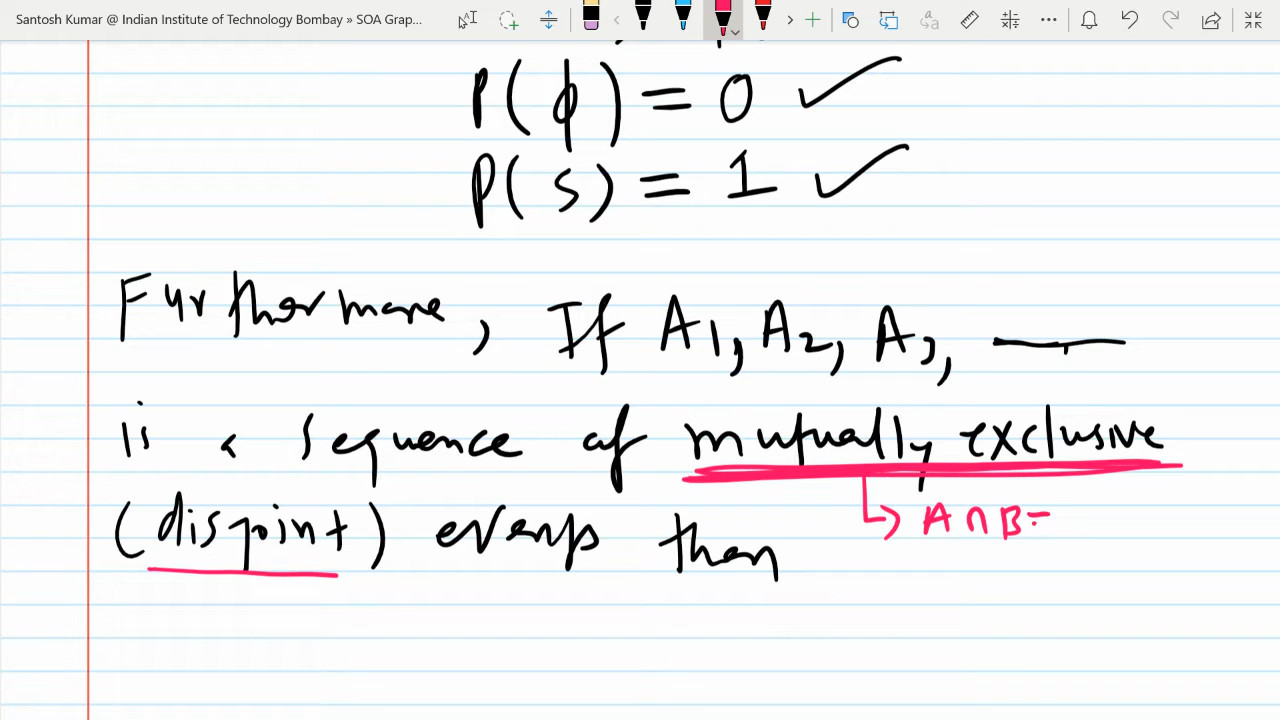 Santosh Kumar @ Indian Institute of Technology Bombay » SOA Grap...
P(ϕ) = 0 ✓
P(s) = 1 ✓
Furthermore, If A1, A2, A3, ———
is a sequence of mutually exclusive
↳ A ∩ B =
(disjoint) events then